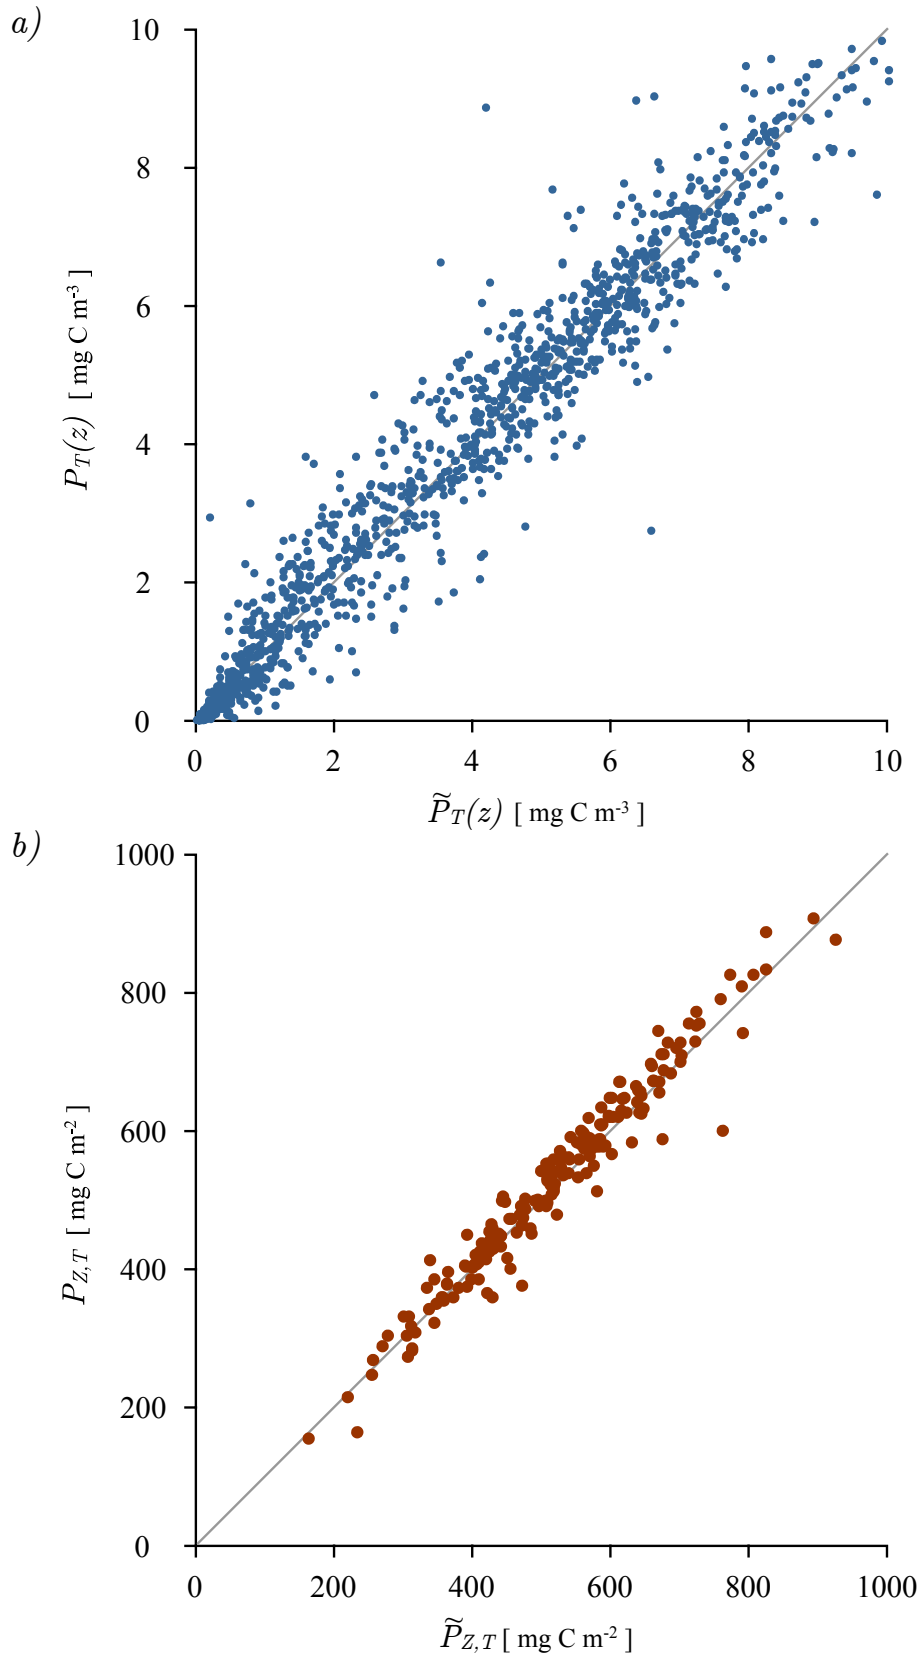 a)
10
8
6
4
2
0
P_T(z) [ mg C m⁻³ ]
0 2 4 6 8 10
P̃_T(z) [ mg C m⁻³ ]
b)
1000
800
600
400
200
0
P_Z,T [ mg C m⁻² ]
0 200 400 600 800 1000
P̃_Z,T [ mg C m⁻² ]